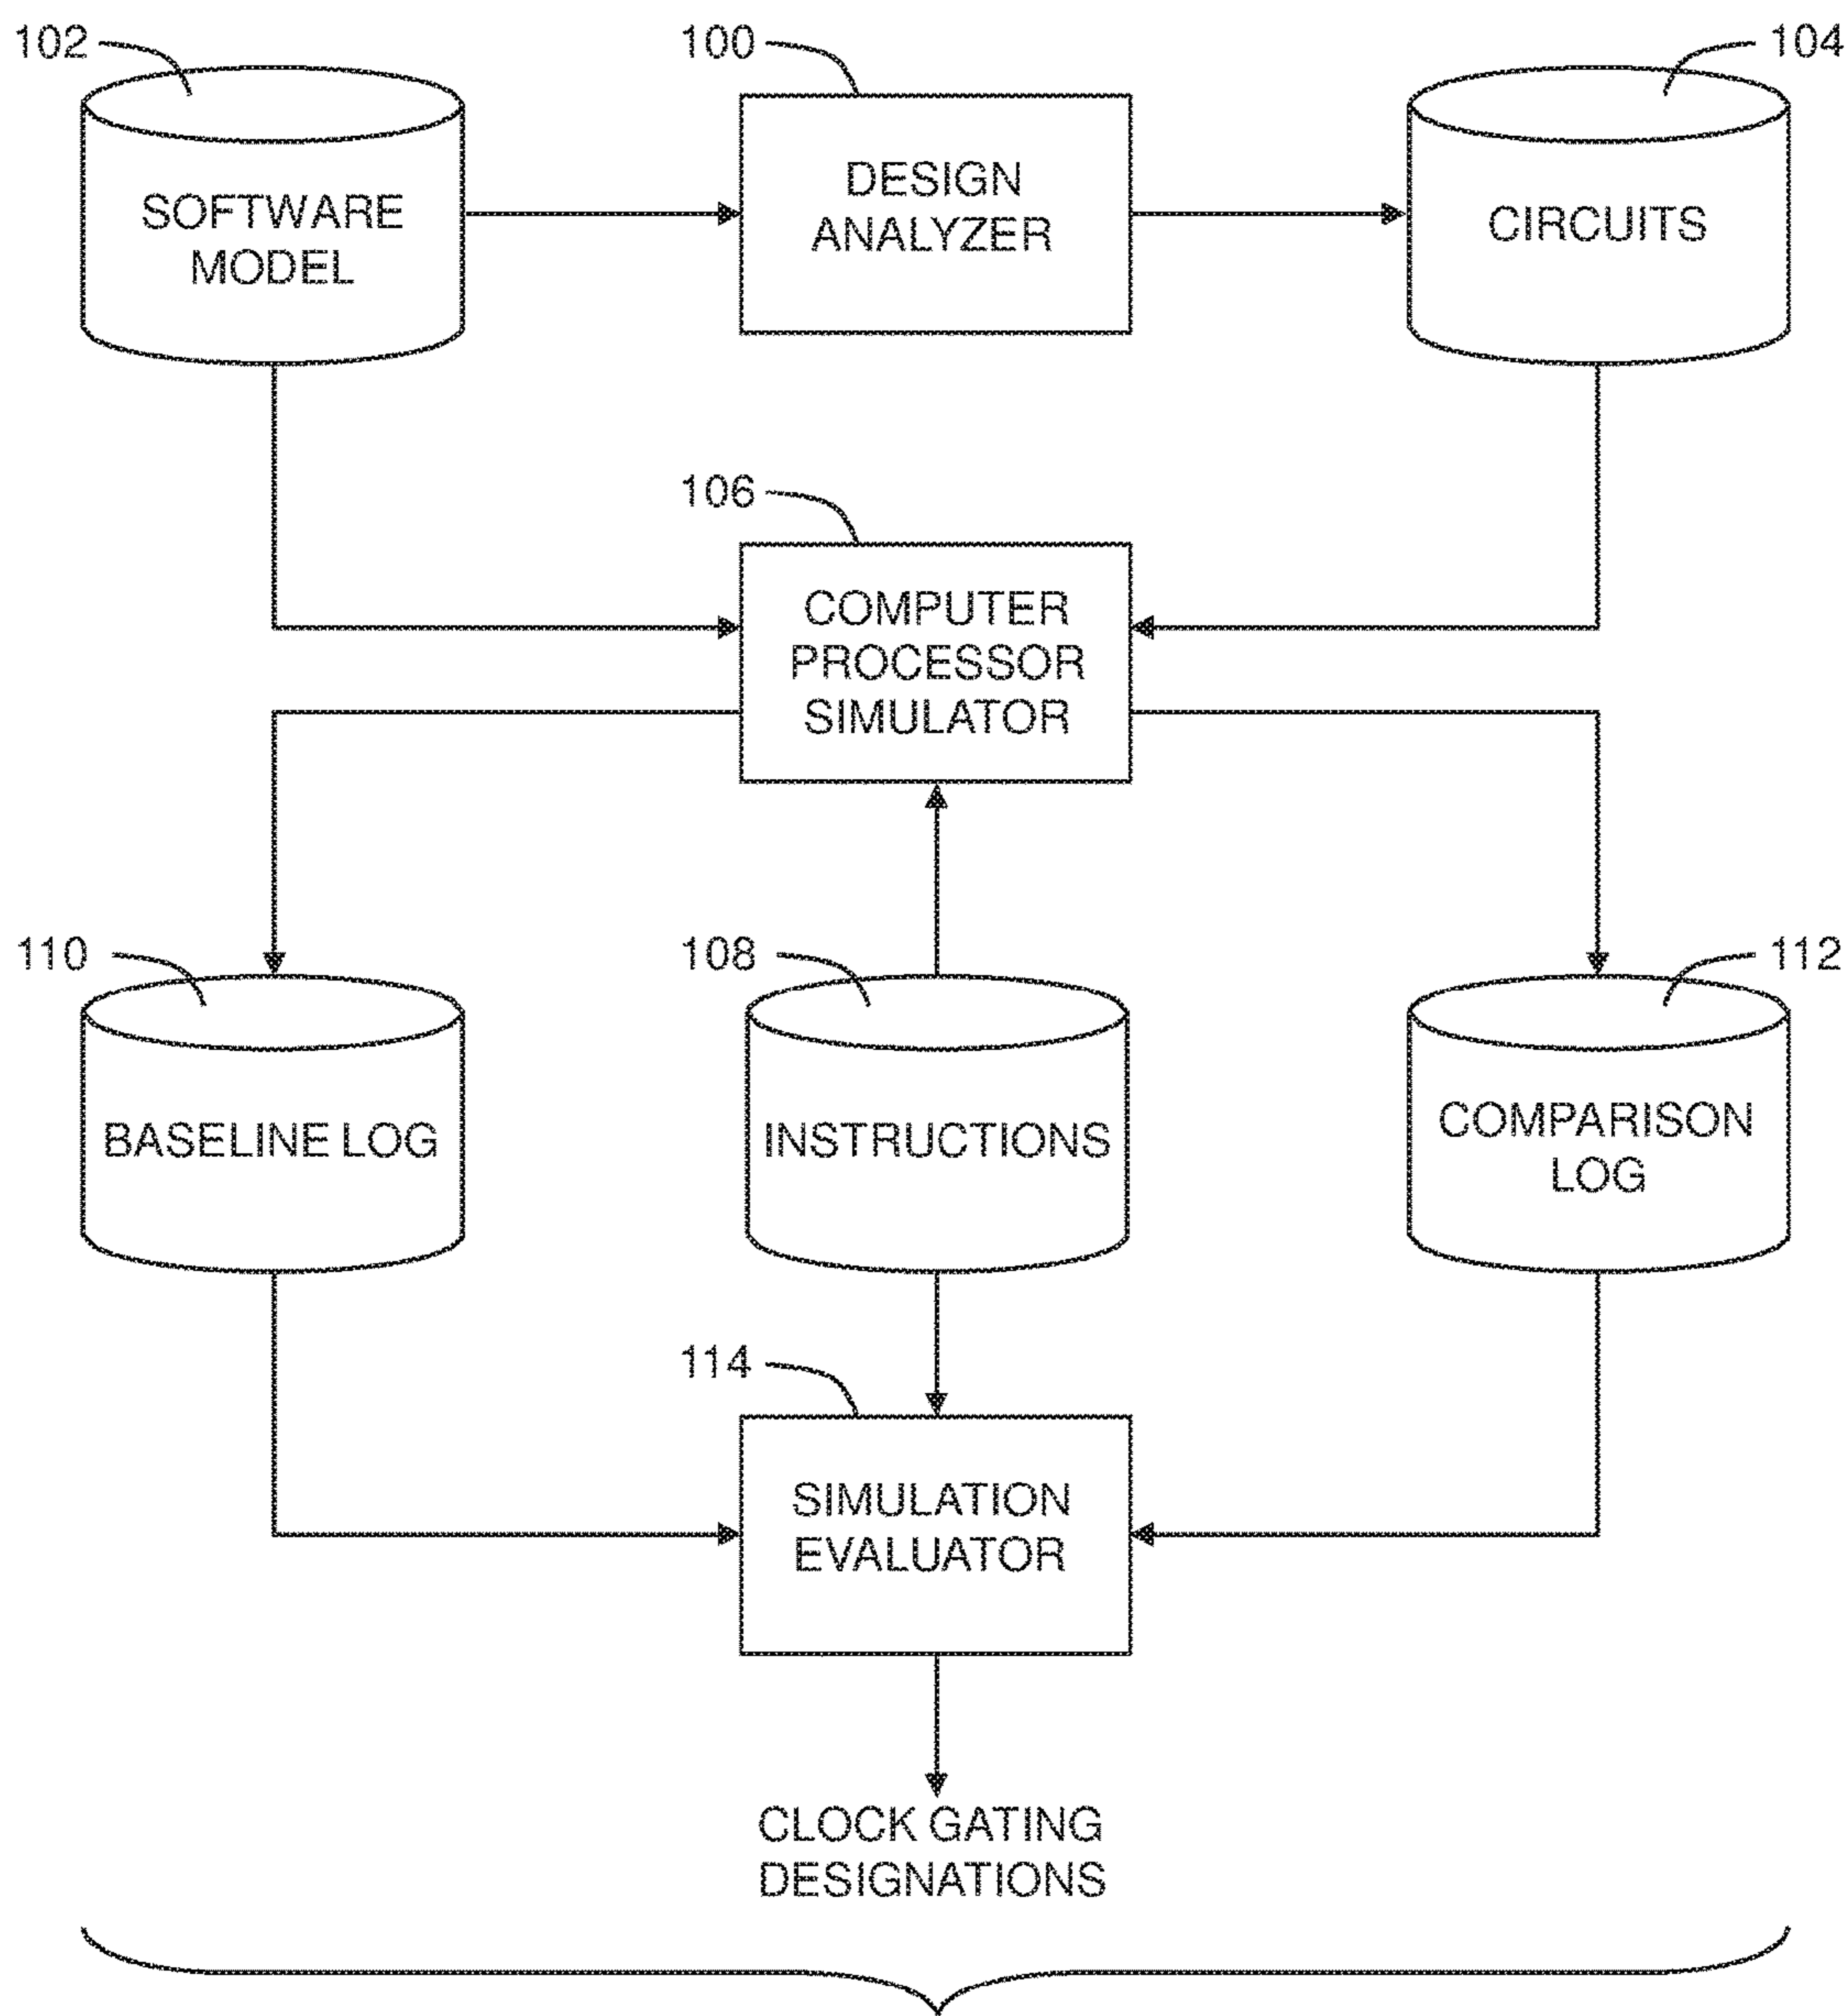 102
100
104
SOFTWARE
MODEL
DESIGN
ANALYZER
CIRCUITS
106
COMPUTER
PROCESSOR
SIMULATOR
110
108
112
BASELINE LOG
INSTRUCTIONS
COMPARISON
LOG
114
SIMULATION
EVALUATOR
CLOCK GATING
DESIGNATIONS